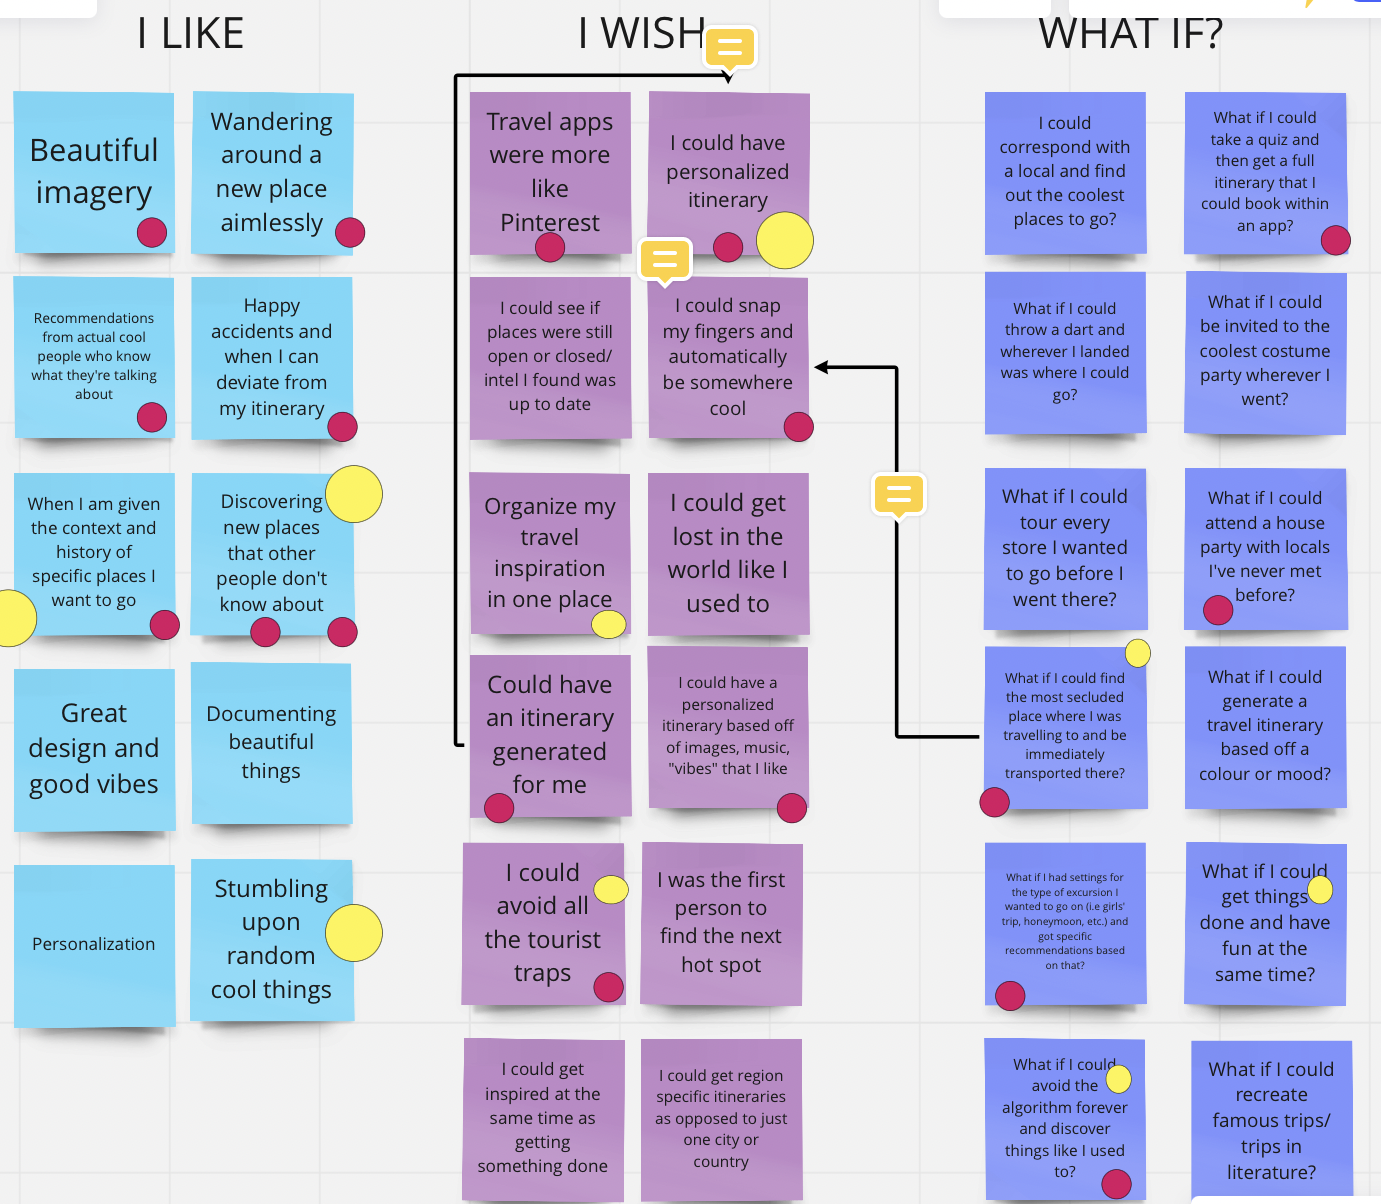 I LIKE
I WISH
WHAT IF?
Beautiful
imagery
Wandering
around a
new place
aimlessly
Recommendations
from actual cool
people who know
what they're talking
about
Happy
accidents and
when I can
deviate from
my itinerary
When I am given
the context and
history of
specific places I
want to go
Discovering
new places
that other
people don't
know about
Great
design and
good vibes
Documenting
beautiful
things
Personalization
Stumbling
upon
random
cool things
Travel apps
were more
like
Pinterest
I could have
personalized
itinerary
I could see if
places were still
open or closed/
intel I found was
up to date
I could snap
my fingers and
automatically
be somewhere
cool
Organize my
travel
inspiration
in one place
I could get
lost in the
world like I
used to
Could have
an itinerary
generated
for me
I could have a
personalized
itinerary based off
of images, music,
"vibes" that I like
I could
avoid all
the tourist
traps
I was the first
person to
find the next
hot spot
I could get
inspired at the
same time as
getting
something done
I could get region
specific itineraries
as opposed to just
one city or
country
I could
correspond with
a local and find
out the coolest
places to go?
What if I could
take a quiz and
then get a full
itinerary that I
could book within
an app?
What if I could
throw a dart and
wherever I landed
was where I could
go?
What if I could
be invited to the
coolest costume
party wherever I
went?
What if I could
tour every
store I wanted
to go before I
went there?
What if I could
attend a house
party with locals
I've never met
before?
What if I could find
the most secluded
place where I was
travelling to and be
immediately
transported there?
What if I could
generate a
travel itinerary
based off a
colour or mood?
What if I had settings for
the type of excursion I
wanted to go on (i.e girls'
trip, honeymoon, etc.) and
got specific
recommendations based
on that?
What if I could
get things
done and have
fun at the
same time?
What if I could
avoid the
algorithm forever
and discover
things like I used
to?
What if I could
recreate
famous trips/
trips in
literature?